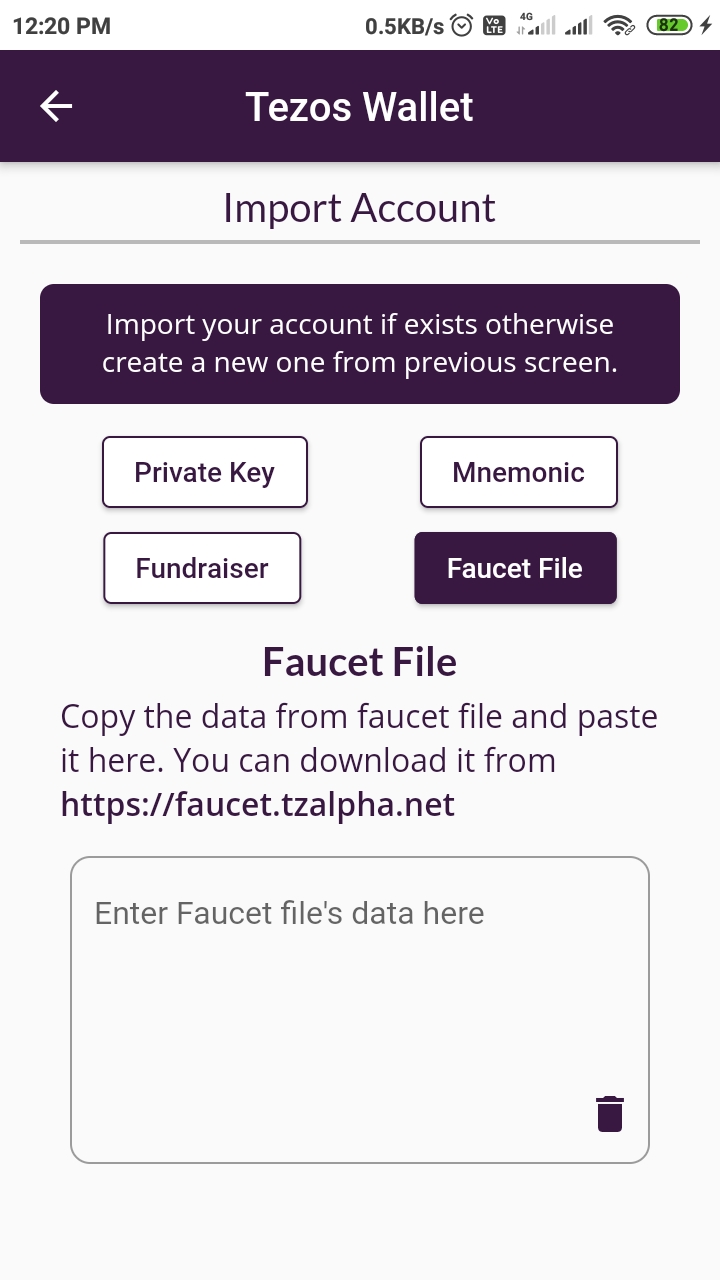 12:20 PM 0.5KB/s Vo LTE 4G 82
Tezos Wallet
Import Account
Import your account if exists otherwise
create a new one from previous screen.
Private Key Mnemonic
Fundraiser Faucet File
Faucet File
Copy the data from faucet file and paste
it here. You can download it from
https://faucet.tzalpha.net
Enter Faucet file's data here